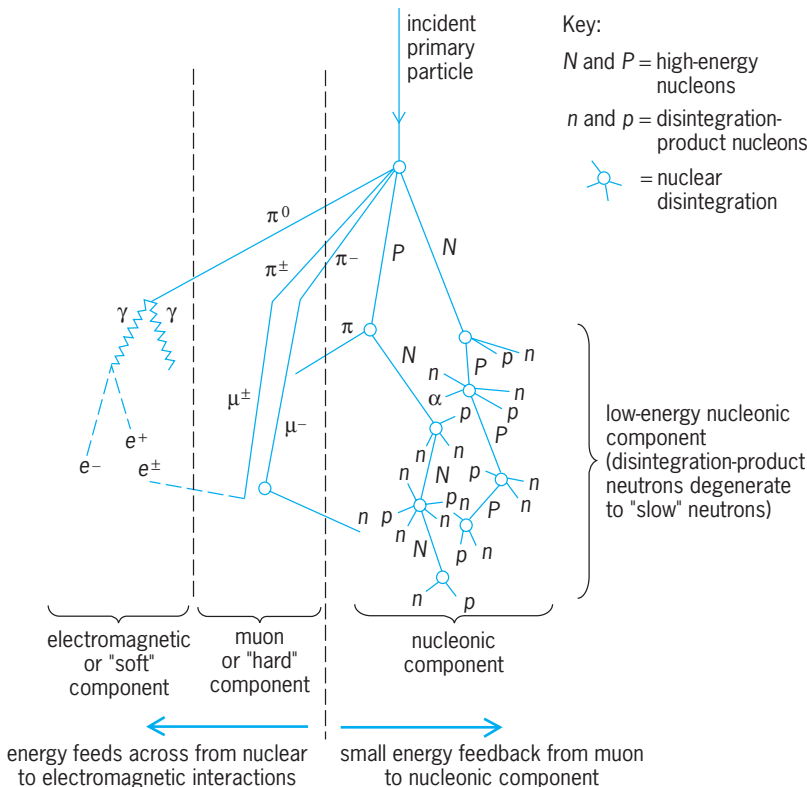 incident
primary
particle
Key:
N and P = high-energy
nucleons
n and p = disintegration-
product nucleons
= nuclear
disintegration
π⁰
π±
π−
P
N
γ
γ
π
N
P
p
n
n
n
α
p
μ±
μ−
p
P
e+
n
n
e−
e±
n
N
p
n
n
p
n
P
n
p
n
n
N
p
n
n
p
low-energy nucleonic
component
(disintegration-product
neutrons degenerate
to "slow" neutrons)
electromagnetic
or "soft"
component
muon
or "hard"
component
nucleonic
component
energy feeds across from nuclear
to electromagnetic interactions
small energy feedback from muon
to nucleonic component